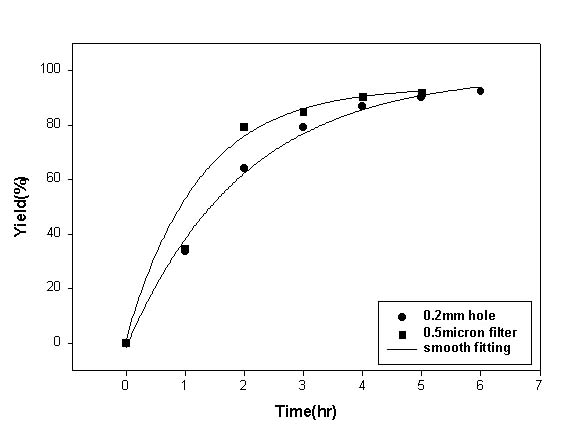 100
80
60
40
20
0
Yield(%)
0 1 2 3 4 5 6 7
Time(hr)
0.2mm hole
0.5micron filter
smooth fitting